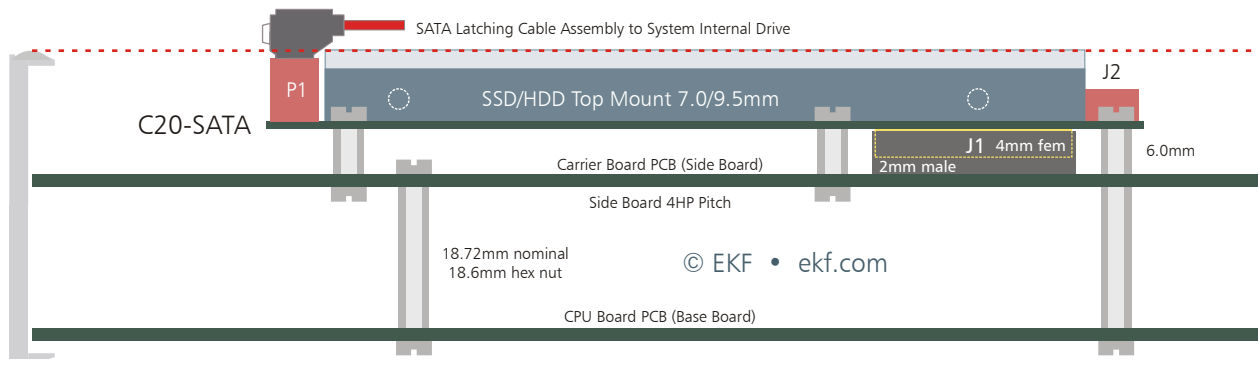 SATA Latching Cable Assembly to System Internal Drive
J2
P1
SSD/HDD Top Mount 7.0/9.5mm
C20-SATA
J1 4mm fem
6.0mm
Carrier Board PCB (Side Board)
2mm male
Side Board 4HP Pitch
18.72mm nominal
18.6mm hex nut
© EKF • ekf.com
CPU Board PCB (Base Board)